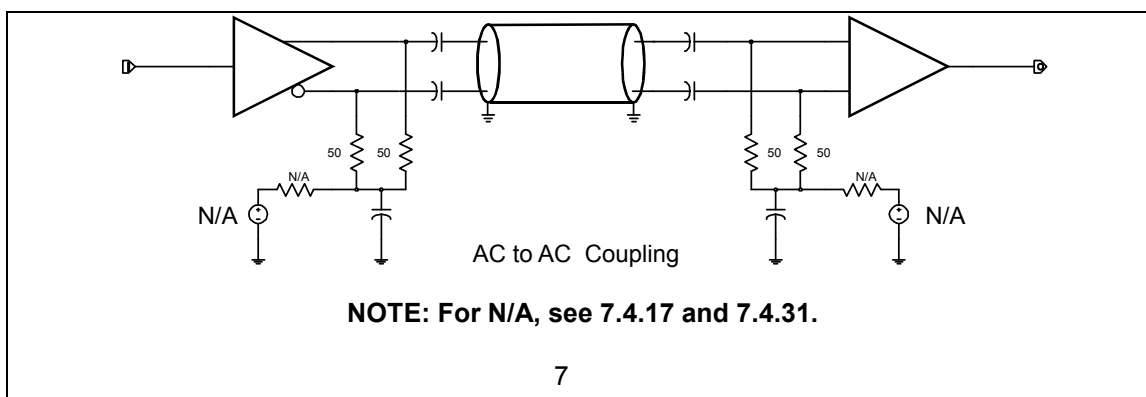 50
50
N/A
N/A
50
50
N/A
N/A
AC to AC Coupling
NOTE: For N/A, see 7.4.17 and 7.4.31.
7